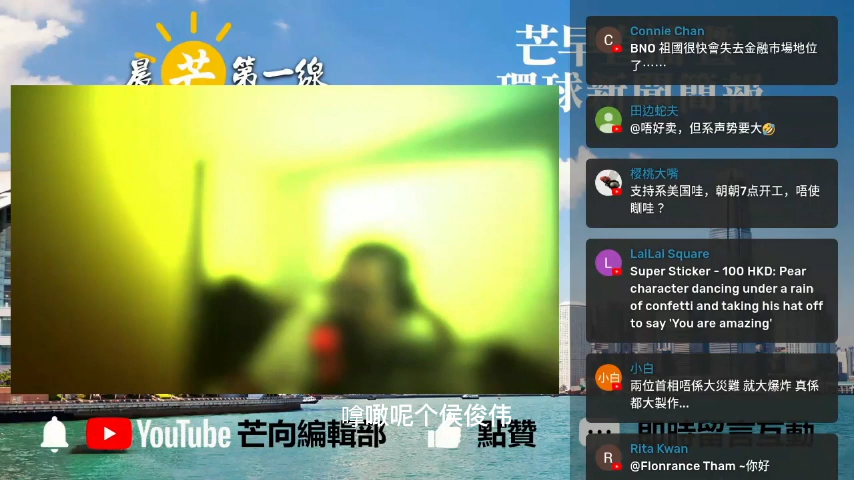 晨芒第一線
Connie Chan
BNO 祖國很快會失去金融市場地位
了⋯⋯
田边蛇夫
@唔好卖，但系声势要大🤣
樱桃大嘴
支持系美国哇，朝朝7点开工，唔使
瞓哇？
LaiLai Square
Super Sticker - 100 HKD: Pear
character dancing under a rain
of confetti and taking his hat off
to say 'You are amazing'
小白
兩位首相唔係大災難 就大爆炸 真係
都大製作...
Rita Kwan
@Flonrance Tham ~你好
嗱啾呢个侯俊伟
YouTube 芒向編輯部 點贊 即時留言互動